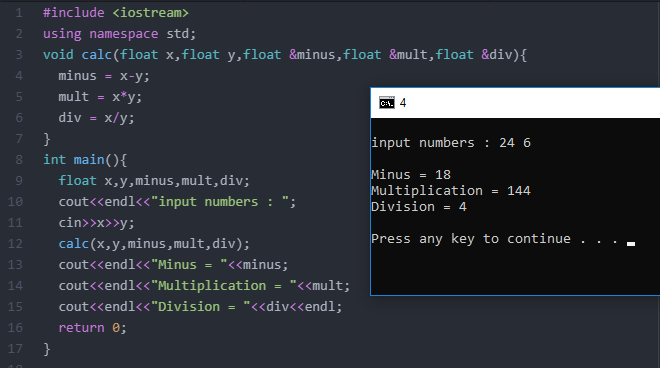 1 #include <iostream>
2 using namespace std;
3 void calc(float x,float y,float &minus,float &mult,float &div){
4   minus = x-y;
5   mult = x*y;
6   div = x/y;
7 }
8 int main(){
9   float x,y,minus,mult,div;
10   cout<<endl<<"input numbers : ";
11   cin>>x>>y;
12   calc(x,y,minus,mult,div);
13   cout<<endl<<"Minus = "<<minus;
14   cout<<endl<<"Multiplication = "<<mult;
15   cout<<endl<<"Division = "<<div<<endl;
16   return 0;
17 }
C:\. 4
input numbers : 24 6
Minus = 18
Multiplication = 144
Division = 4
Press any key to continue . . .